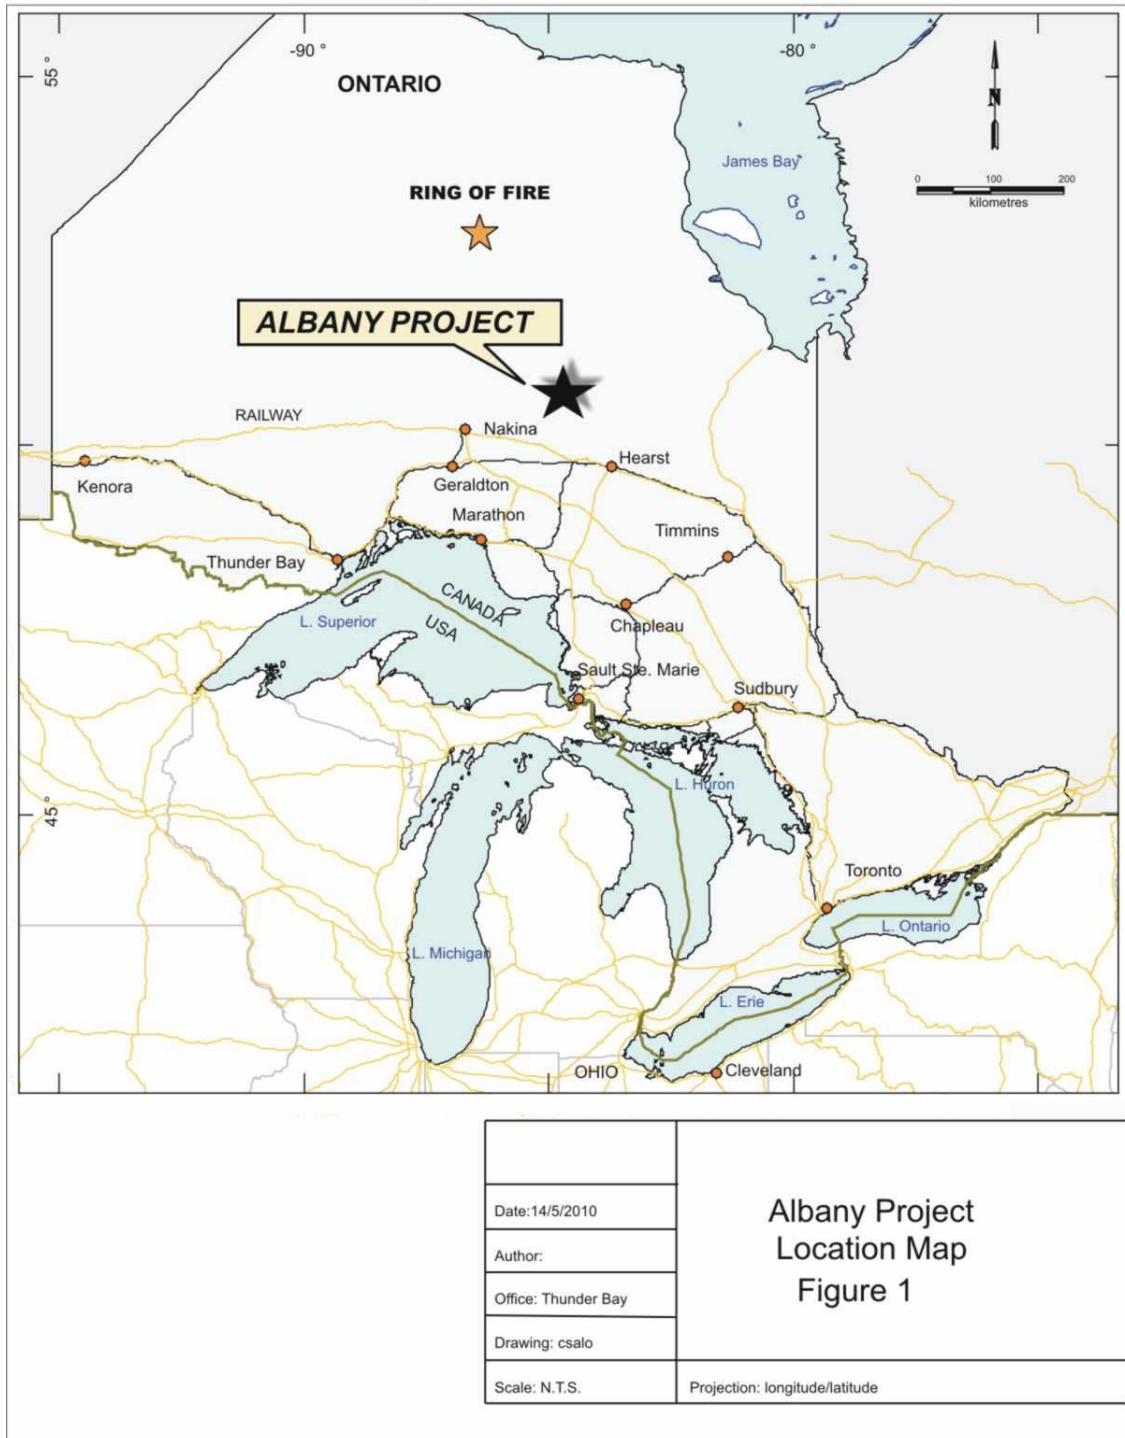 -90 °
-80 °
55 °
ONTARIO
N
James Bay
0 100 200
kilometres
RING OF FIRE
ALBANY PROJECT
RAILWAY
Nakina
Hearst
Kenora
Geraldton
Marathon
Timmins
Thunder Bay
CANADA
USA
L. Superior
Chapleau
Sault Ste. Marie
Sudbury
L. Huron
45 °
Toronto
L. Ontario
L. Michigan
L. Erie
OHIO
Cleveland
Date:14/5/2010
Author:
Office: Thunder Bay
Drawing: csalo
Scale: N.T.S.
Albany Project
Location Map
Figure 1
Projection: longitude/latitude